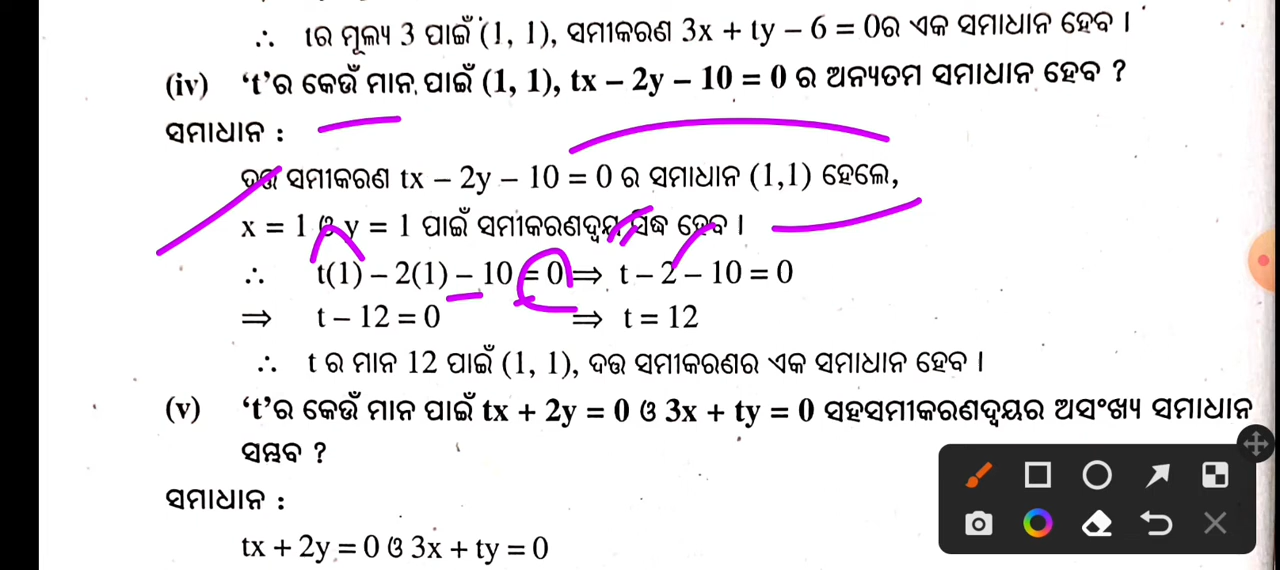 ∴ tର ମୂଲ୍ୟ 3 ପାଇଁ (1, 1), ସମୀକରଣ 3x + ty – 6 = 0ର ଏକ ସମାଧାନ ହେବ ।
(iv) ‘t’ର କେଉଁ ମାନ ପାଇଁ (1, 1), tx – 2y – 10 = 0 ର ଅନ୍ୟତମ ସମାଧାନ ହେବ ?
ସମାଧାନ :
ଦତ୍ତ ସମୀକରଣ tx – 2y – 10 = 0 ର ସମାଧାନ (1,1) ହେଲେ,
x = 1 ଓ y = 1 ପାଇଁ ସମୀକରଣଦ୍ୱୟ ସିଦ୍ଧ ହେବ ।
∴ t(1) – 2(1) – 10 = 0 ⇒ t – 2 – 10 = 0
⇒ t – 12 = 0 ⇒ t = 12
∴ t ର ମାନ 12 ପାଇଁ (1, 1), ଦତ୍ତ ସମୀକରଣର ଏକ ସମାଧାନ ହେବ ।
(v) ‘t’ର କେଉଁ ମାନ ପାଇଁ tx + 2y = 0 ଓ 3x + ty = 0 ସହସମୀକରଣଦ୍ୱୟର ଅସଂଖ୍ୟ ସମାଧାନ
ସମ୍ଭବ ?
ସମାଧାନ :
tx + 2y = 0 ଓ 3x + ty = 0